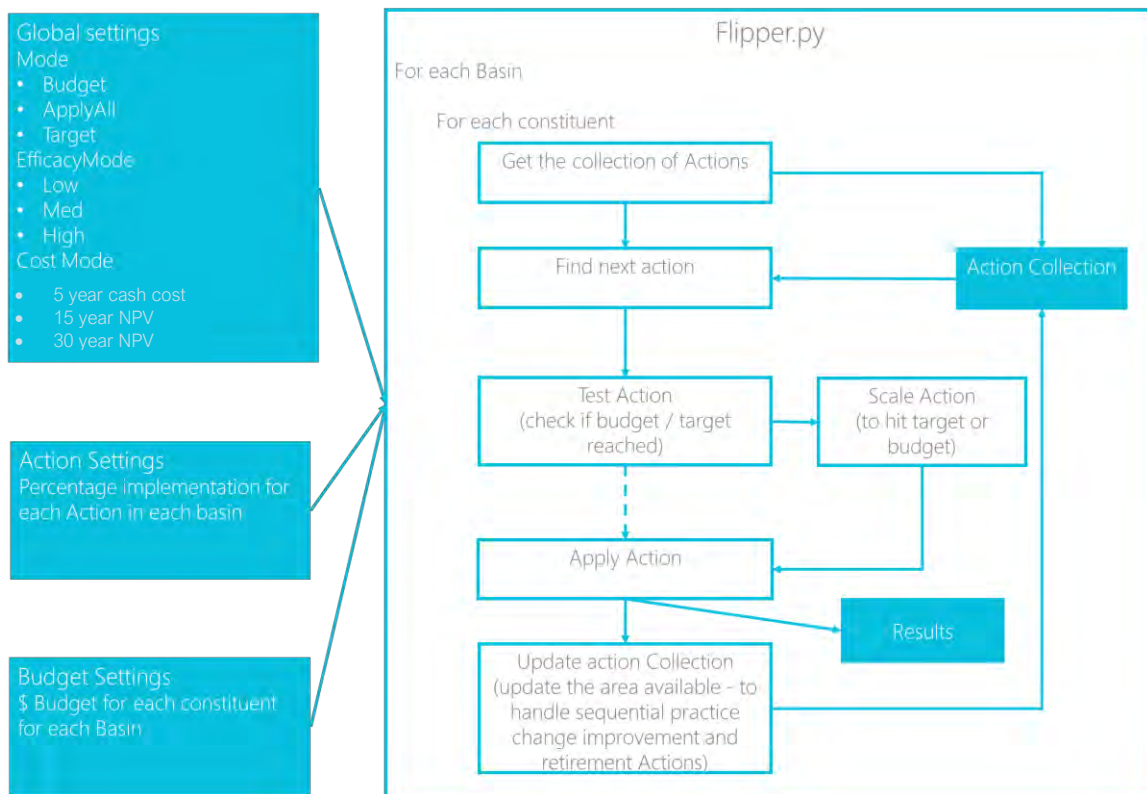 Global settings
Mode
• Budget
• ApplyAll
• Target
EfficacyMode
• Low
• Med
• High
Cost Mode
• 5 year cash cost
• 15 year NPV
• 30 year NPV
Action Settings
Percentage implementation for
each Action in each basin
Budget Settings
$ Budget for each constituent
for each Basin
Flipper.py
For each Basin
For each constituent
Get the collection of Actions
Find next action
Action Collection
Test Action
(check if budget / target
reached)
Scale Action
(to hit target or
budget)
Apply Action
Results
Update action Collection
(update the area available - to
handle sequential practice
change improvement and
retirement Actions)